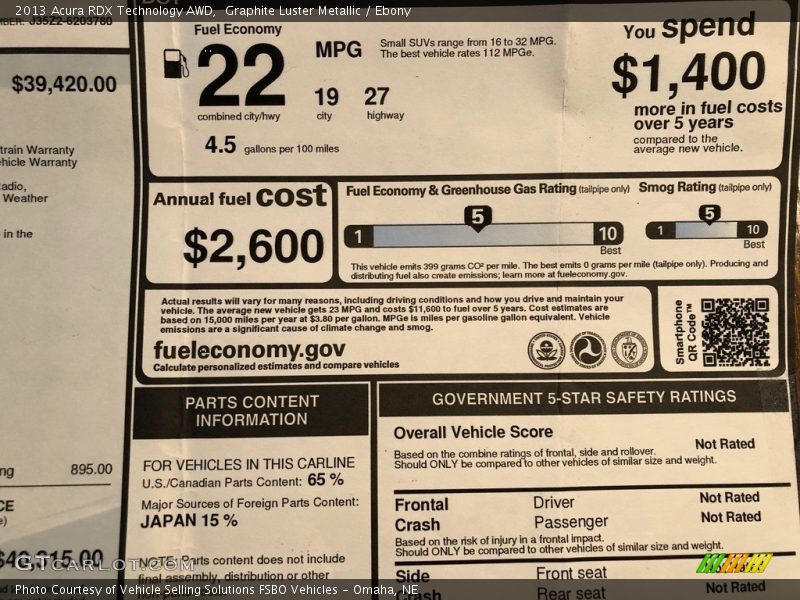 2013 Acura RDX Technology AWD,  Graphite Luster Metallic / Ebony
J35Z2-6203780
$39,420.00
train Warranty
ehicle Warranty
adio,
Weather
in the
895.00
Fuel Economy
22
combined city/hwy
MPG
19
city
27
highway
4.5 gallons per 100 miles
Small SUVs range from 16 to 32 MPG.
The best vehicle rates 112 MPGe.
You spend
$1,400
more in fuel costs
over 5 years
compared to the
average new vehicle.
Annual fuel cost
$2,600
Fuel Economy & Greenhouse Gas Rating (tailpipe only)
5
1
10
Best
Smog Rating (tailpipe only)
5
1
10
Best
This vehicle emits 399 grams CO² per mile. The best emits 0 grams per mile (tailpipe only). Producing and
distributing fuel also create emissions; learn more at fueleconomy.gov.
Actual results will vary for many reasons, including driving conditions and how you drive and maintain your
vehicle. The average new vehicle gets 23 MPG and costs $11,600 to fuel over 5 years. Cost estimates are
based on 15,000 miles per year at $3.80 per gallon. MPGe is miles per gasoline gallon equivalent. Vehicle
emissions are a significant cause of climate change and smog.
fueleconomy.gov
Calculate personalized estimates and compare vehicles
Smartphone
QR Code™
PARTS CONTENT
INFORMATION
FOR VEHICLES IN THIS CARLINE
U.S./Canadian Parts Content: 65 %
Major Sources of Foreign Parts Content:
JAPAN 15 %
NOTE: Parts content does not include
final assembly, distribution or other
GOVERNMENT 5-STAR SAFETY RATINGS
Overall Vehicle Score
Not Rated
Based on the combine ratings of frontal, side and rollover.
Should ONLY be compared to other vehicles of similar size and weight.
Frontal Driver Not Rated
Crash Passenger Not Rated
Based on the risk of injury in a frontal impact.
Should ONLY be compared to other vehicles of similar size and weight.
Side Front seat
Crash Rear seat Not Rated
GTCARLOT.COM
Photo Courtesy of Vehicle Selling Solutions FSBO Vehicles - Omaha, NE